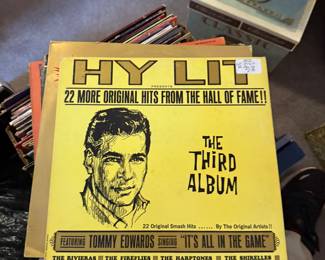 HY LIT
PRESENTS
22 MORE ORIGINAL HITS FROM THE HALL OF FAME!!
THE
THIRD
ALBUM
22 Original Smash Hits ...... By The Original Artists!!
FEATURING TOMMY EDWARDS SINGING "IT'S ALL IN THE GAME"
THE RIVIERAS THE FIREFLIES THE HARPTONES THE SHIRELLES